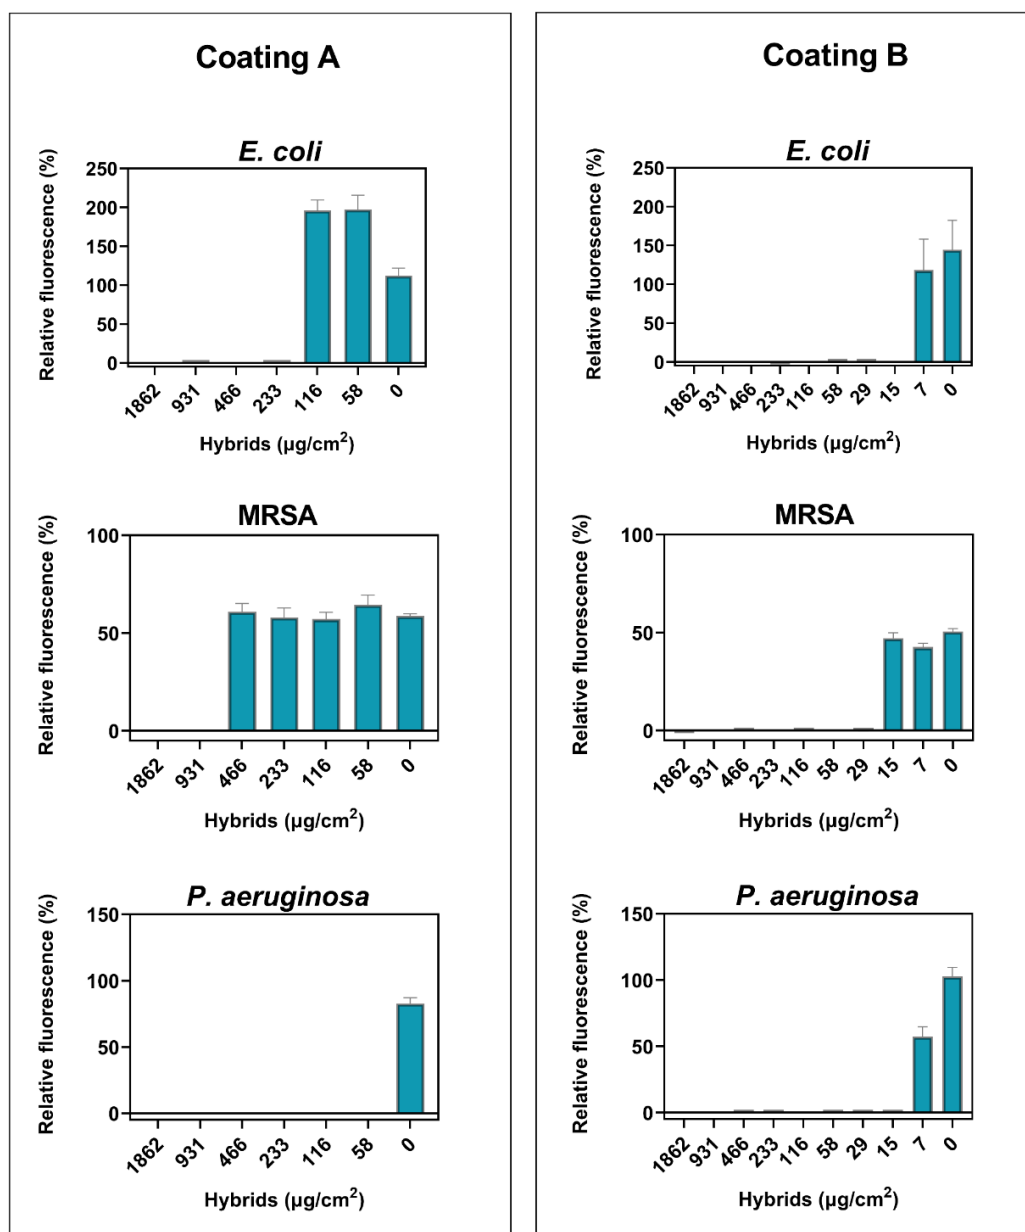 Coating A
E. coli
Relative fluorescence (%)
250
200
150
100
50
0
1862 931 466 233 116 58 0
Hybrids (µg/cm²)
MRSA
Relative fluorescence (%)
100
50
0
1862 931 466 233 116 58 0
Hybrids (µg/cm²)
P. aeruginosa
Relative fluorescence (%)
150
100
50
0
1862 931 466 233 116 58 0
Hybrids (µg/cm²)
Coating B
E. coli
Relative fluorescence (%)
250
200
150
100
50
0
1862 931 466 233 116 58 29 15 7 0
Hybrids (µg/cm²)
MRSA
Relative fluorescence (%)
100
50
0
1862 931 466 233 116 58 29 15 7 0
Hybrids (µg/cm²)
P. aeruginosa
Relative fluorescence (%)
150
100
50
0
1862 931 466 233 116 58 29 15 7 0
Hybrids (µg/cm²)